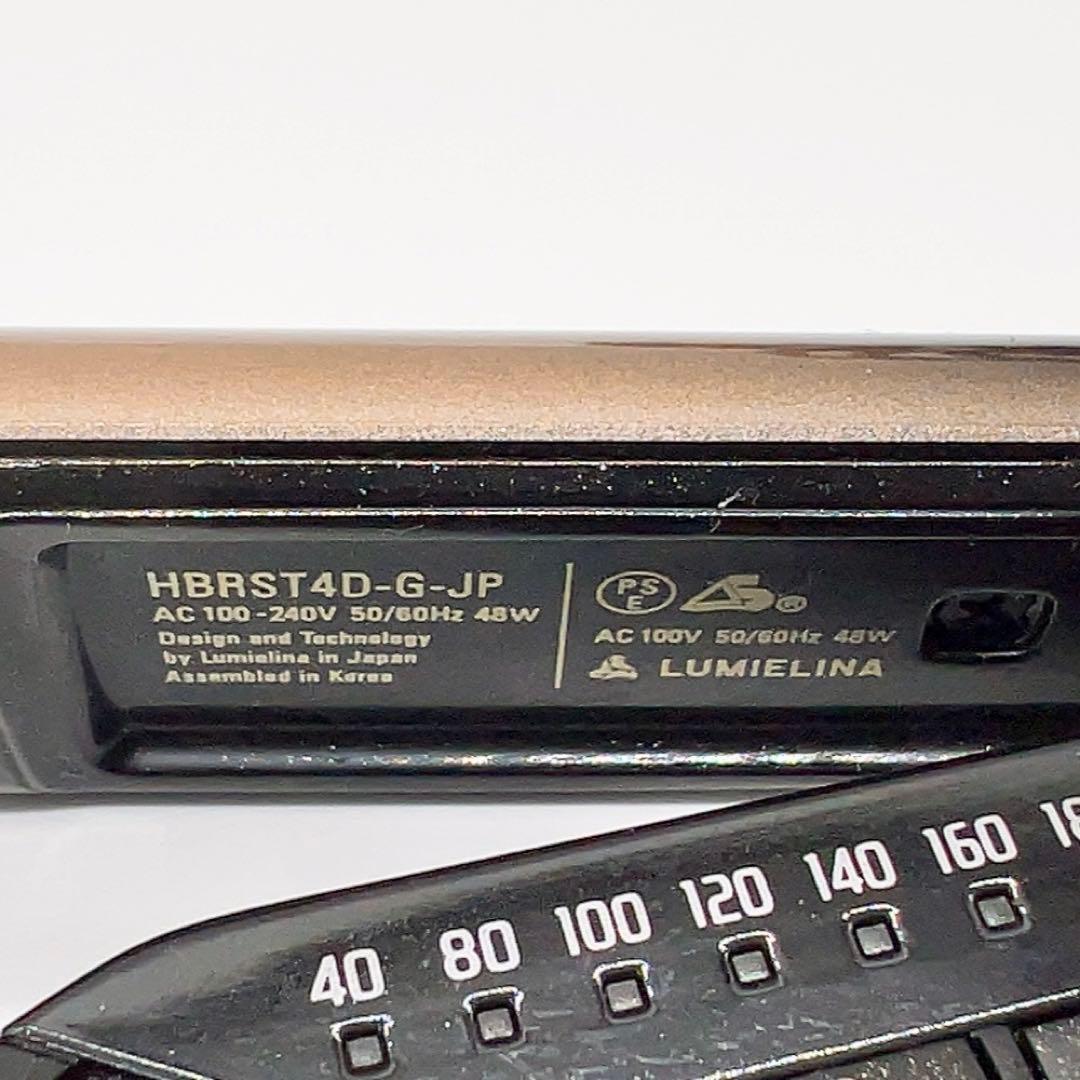 HBRST4D-G-JP
AC 100-240V 50/60Hz 48W
Design and Technology
by Lumielina in Japan
Assembled in Korea
PSE
AC 100V 50/60Hz 48W
LUMIELINA
40 80 100 120 140 160